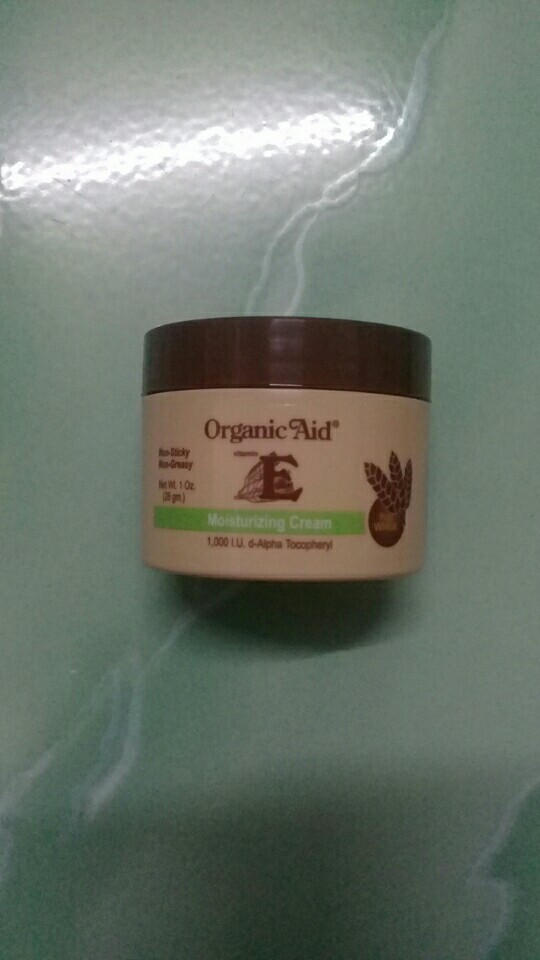 Organic Aid®
vitamin
E
Non-Sticky
Non-Greasy
Net Wt. 1 Oz.
(28 gm.)
Moisturizing Cream
1,000 I.U. d-Alpha Tocopheryl